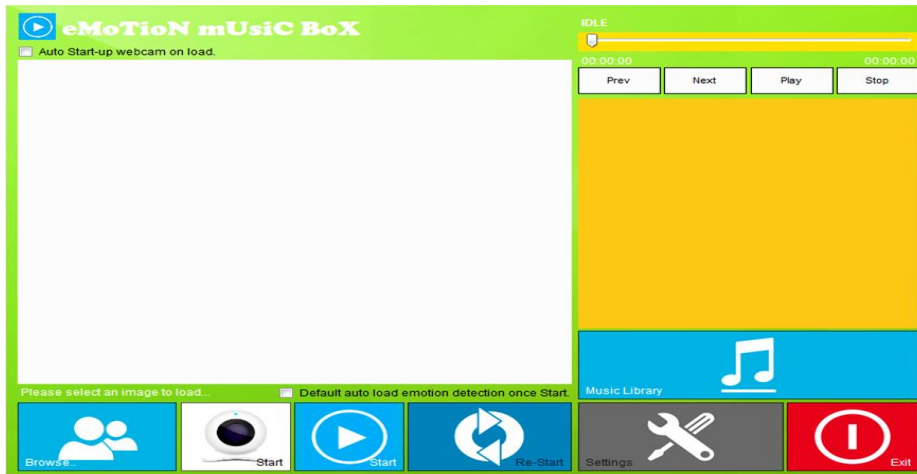 eMoTioN mUsiC BoX
Auto Start-up webcam on load.
IDLE
00:00:00 00:00:00
Prev Next Play Stop
Music Library
Please select an image to load...
Default auto load emotion detection once Start.
Browse..
Start
Start
Re-Start
Settings
Exit